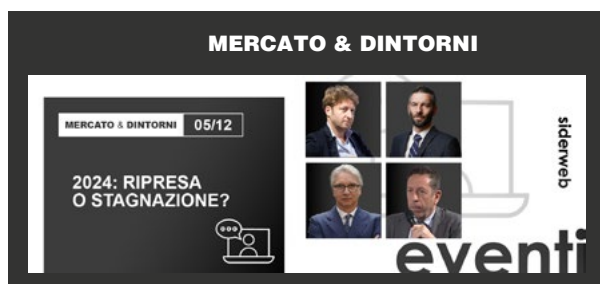 MERCATO & DINTORNI
MERCATO & DINTORNI 05/12
2024: RIPRESA
O STAGNAZIONE?
siderweb
eventi